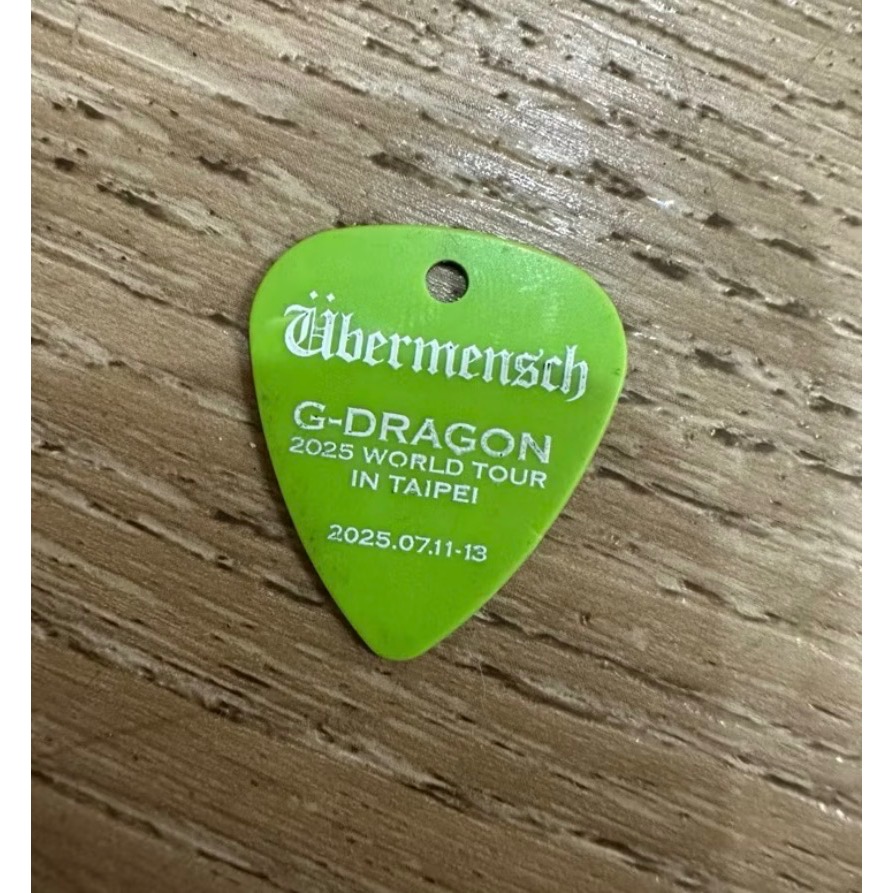 Übermensch
G-DRAGON
2025 WORLD TOUR
IN TAIPEI
2025.07.11-13